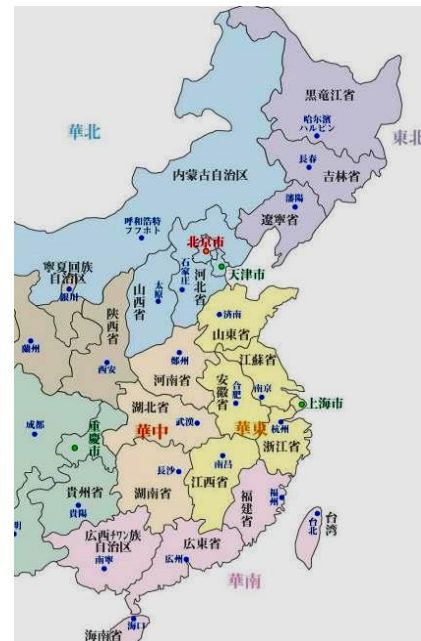 黒竜江省
哈尔濱
ハルビン
華北
東北
長春
吉林省
内蒙古自治区
瀋陽
遼寧省
呼和浩特
フフホト
北京市
天津市
石家庄
河北省
寧夏回族
自治区
銀川
山西省
太原
済南
山東省
陝西省
蘭州
西安
鄭州
河南省
江蘇省
安徽省
合肥
南京
上海市
湖北省
武漢
華中
華東
杭州
浙江省
成都
重慶市
長沙
湖南省
南昌
江西省
貴州省
貴陽
福建省
福州
明
広西チワン族
自治区
南寧
広東省
広州
台北
台湾
華南
海口
海南省